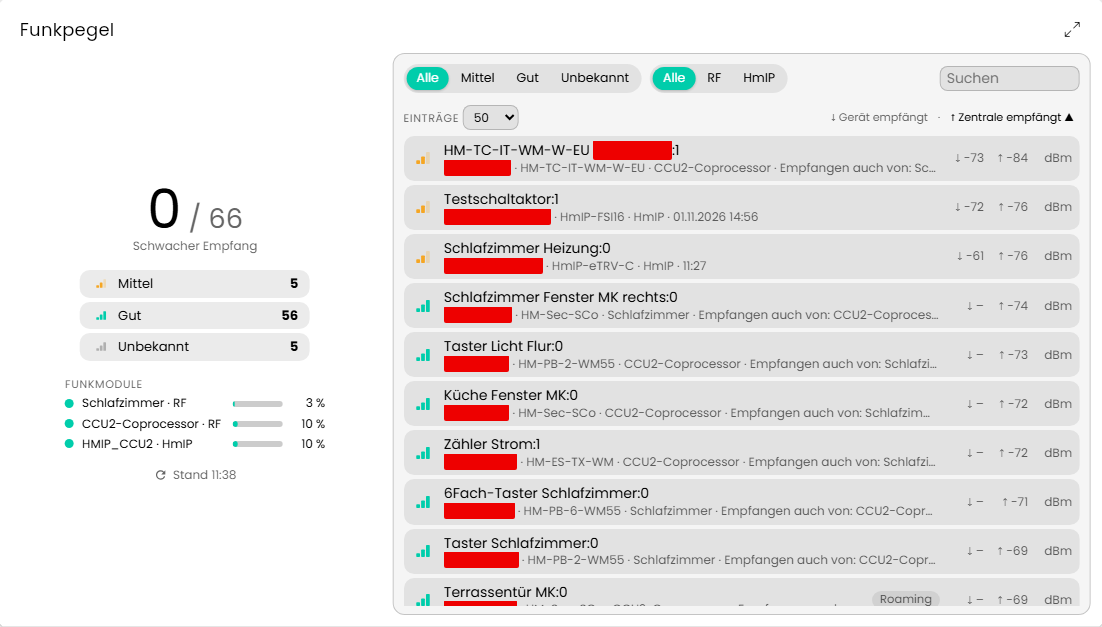 Funkpegel
0 / 66
Schwacher Empfang
Mittel 5
Gut 56
Unbekannt 5
FUNKMODULE
Schlafzimmer · RF 3 %
CCU2-Coprocessor · RF 10 %
HMIP_CCU2 · HmIP 10 %
Stand 11:38
Alle Mittel Gut Unbekannt Alle RF HmIP Suchen
EINTRÄGE 50 ↓ Gerät empfängt · ↑ Zentrale empfängt ▲
HM-TC-IT-WM-W-EU :1 ↓ -73 ↑ -84 dBm
· HM-TC-IT-WM-W-EU · CCU2-Coprocessor · Empfangen auch von: Sc...
Testschaltaktor:1 ↓ -72 ↑ -76 dBm
· HmIP-FSI16 · HmIP · 01.11.2026 14:56
Schlafzimmer Heizung:0 ↓ -61 ↑ -76 dBm
· HmIP-eTRV-C · HmIP · 11:27
Schlafzimmer Fenster MK rechts:0 ↓ – ↑ -74 dBm
· HM-Sec-SCo · Schlafzimmer · Empfangen auch von: CCU2-Coproces...
Taster Licht Flur:0 ↓ – ↑ -73 dBm
· HM-PB-2-WM55 · CCU2-Coprocessor · Empfangen auch von: Schlafzi...
Küche Fenster MK:0 ↓ – ↑ -72 dBm
· HM-Sec-SCo · CCU2-Coprocessor · Empfangen auch von: Schlafzim...
Zähler Strom:1 ↓ – ↑ -72 dBm
· HM-ES-TX-WM · CCU2-Coprocessor · Empfangen auch von: Schlafzi...
6Fach-Taster Schlafzimmer:0 ↓ – ↑ -71 dBm
· HM-PB-6-WM55 · Schlafzimmer · Empfangen auch von: CCU2-Copr...
Taster Schlafzimmer:0 ↓ – ↑ -69 dBm
· HM-PB-2-WM55 · Schlafzimmer · Empfangen auch von: CCU2-Copr...
Terrassentür MK:0 Roaming ↓ – ↑ -69 dBm